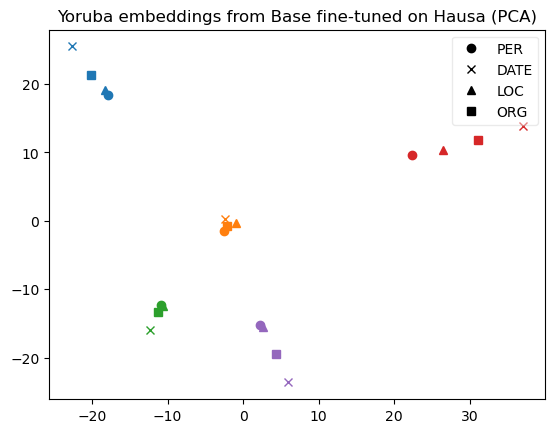 Yoruba embeddings from Base fine-tuned on Hausa (PCA)
PER
DATE
LOC
ORG
20
10
0
−10
−20
−20
−10
0
10
20
30